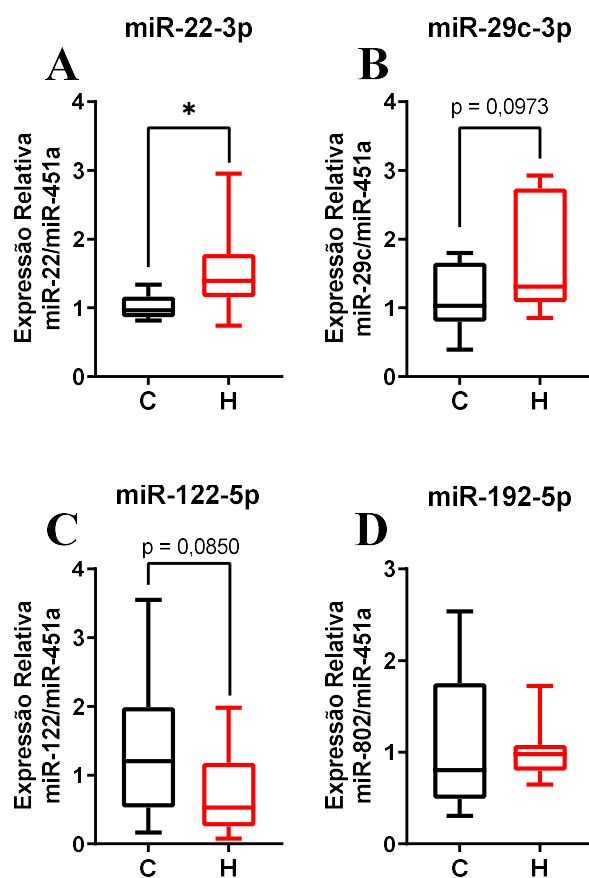 miR-22-3p
A
*
Expressão Relativa
miR-22/miR-451a
4
3
2
1
0
C H
miR-29c-3p
B
p = 0,0973
Expressão Relativa
miR-29c/miR-451a
4
3
2
1
0
C H
miR-122-5p
C
p = 0,0850
Expressão Relativa
miR-122/miR-451a
4
3
2
1
0
C H
miR-192-5p
D
Expressão Relativa
miR-802/miR-451a
3
2
1
0
C H